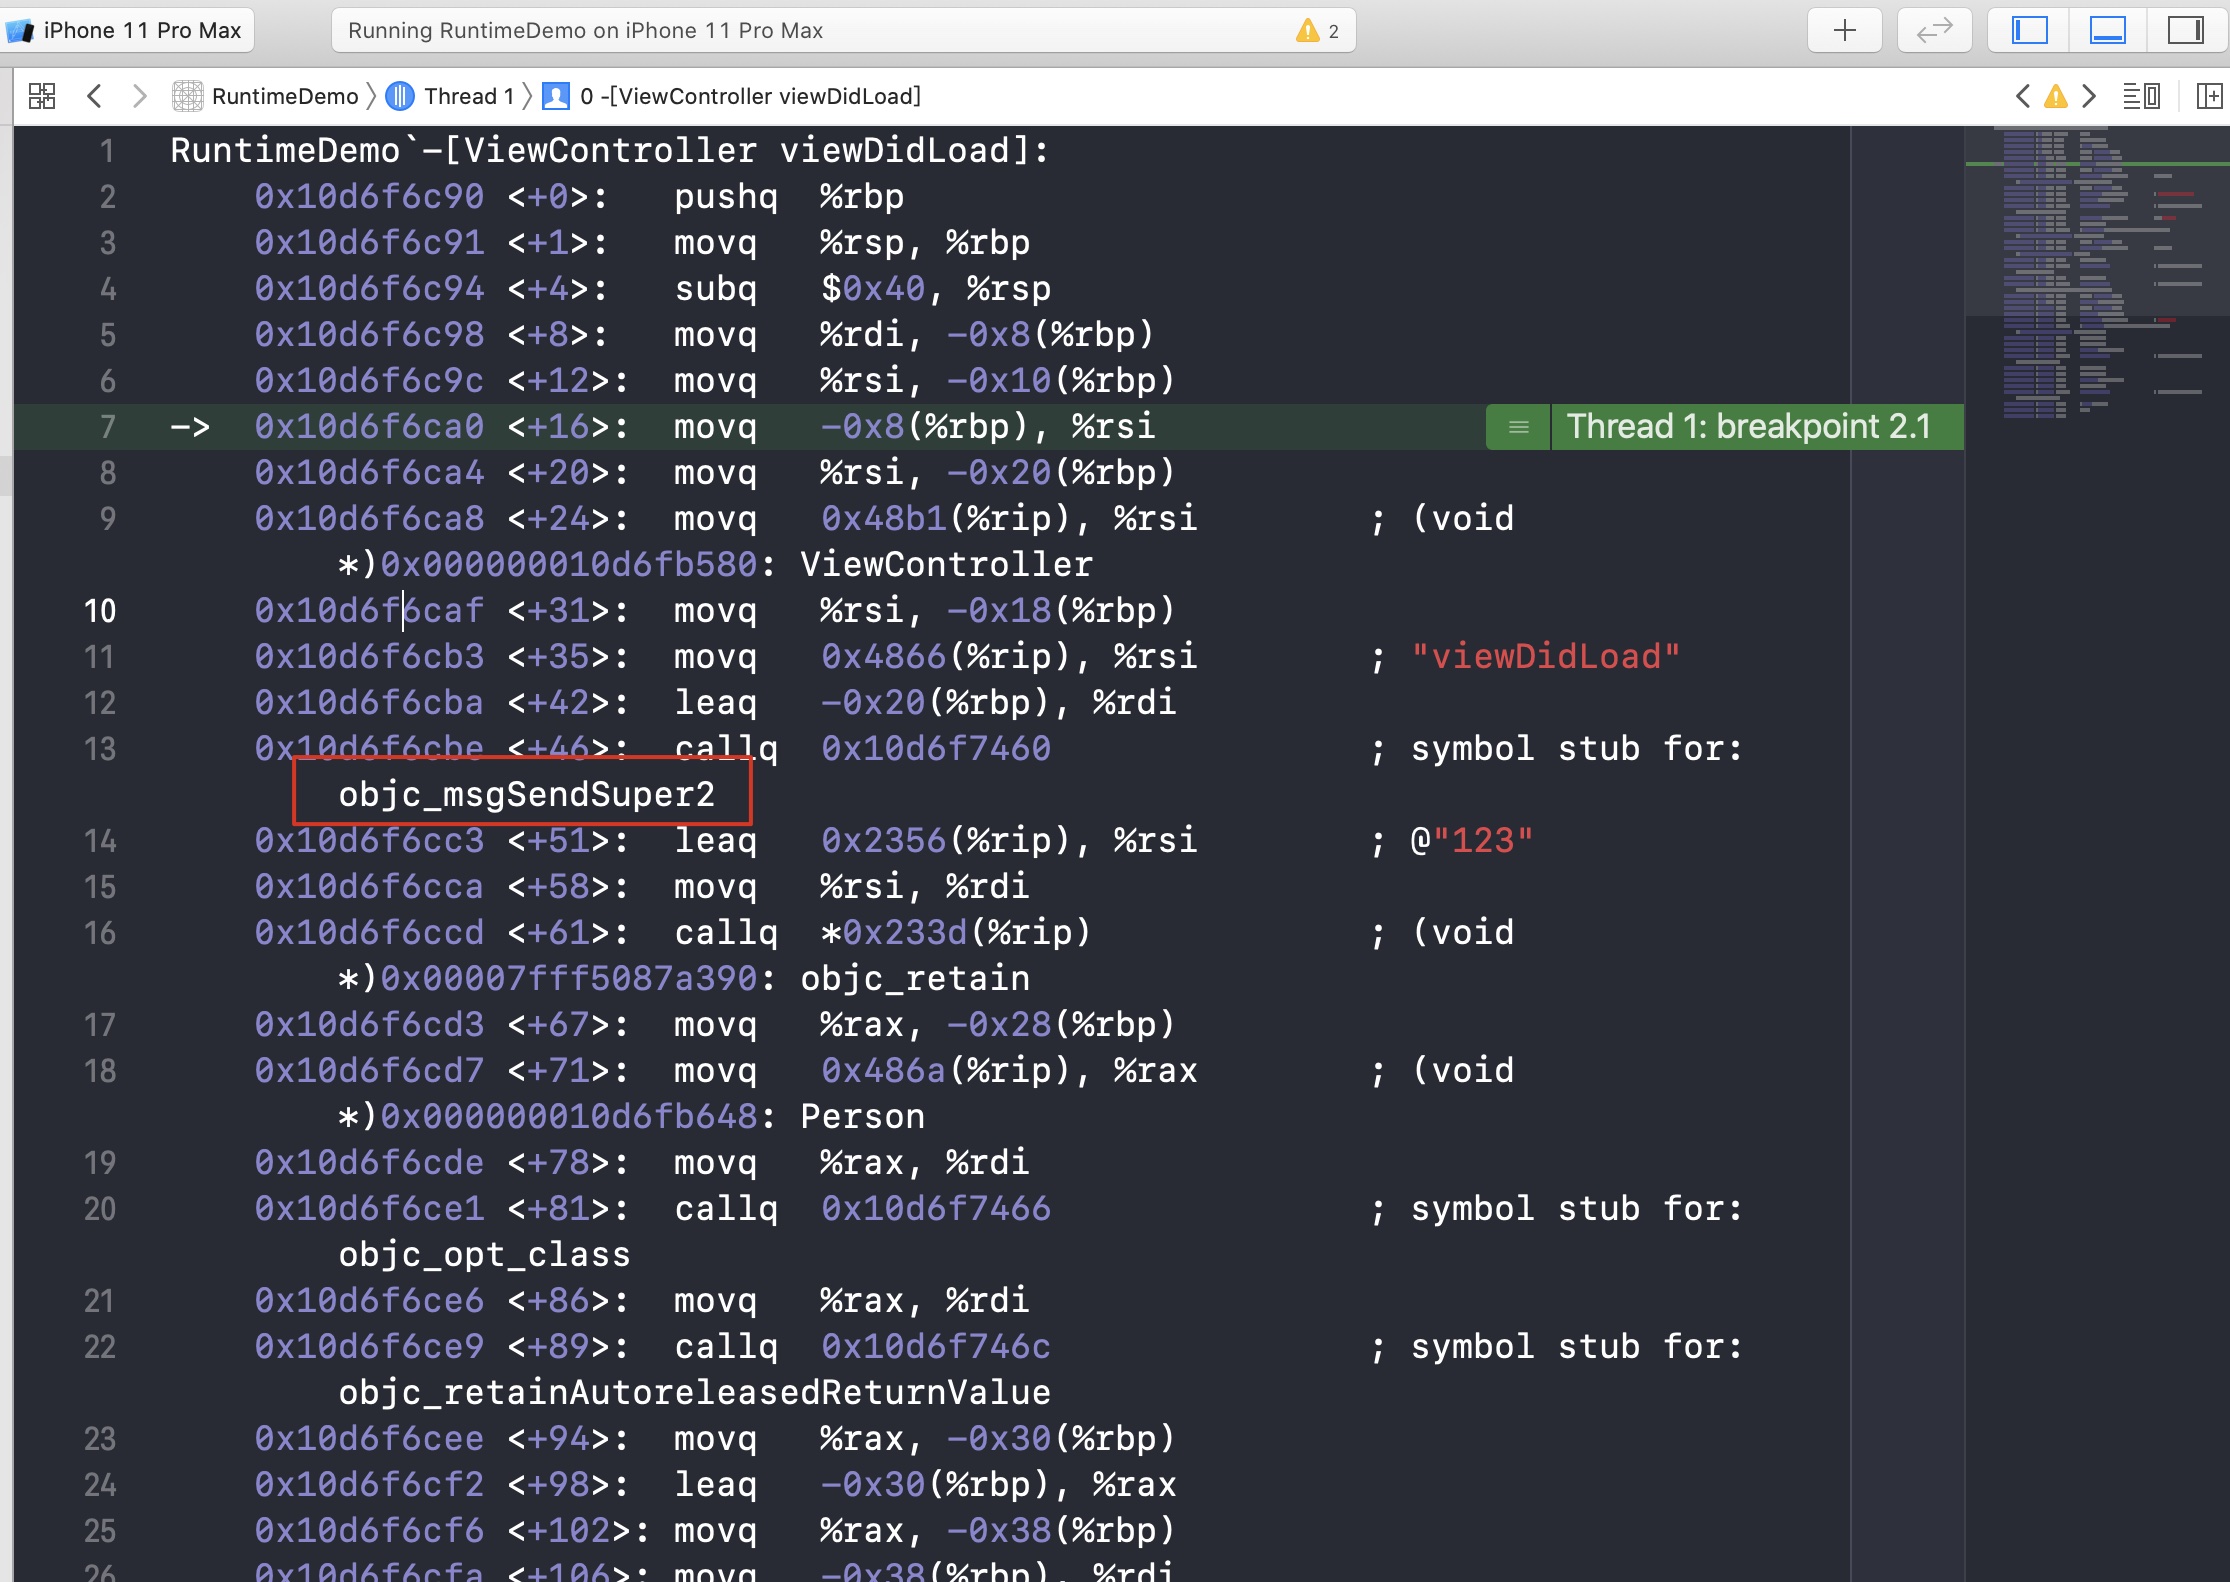 iPhone 11 Pro Max
Running RuntimeDemo on iPhone 11 Pro Max
2
RuntimeDemo 〉 Thread 1 〉 0 -[ViewController viewDidLoad]
1 RuntimeDemo`-[ViewController viewDidLoad]:
2 0x10d6f6c90 <+0>: pushq %rbp
3 0x10d6f6c91 <+1>: movq %rsp, %rbp
4 0x10d6f6c94 <+4>: subq $0x40, %rsp
5 0x10d6f6c98 <+8>: movq %rdi, -0x8(%rbp)
6 0x10d6f6c9c <+12>: movq %rsi, -0x10(%rbp)
7 -> 0x10d6f6ca0 <+16>: movq -0x8(%rbp), %rsi Thread 1: breakpoint 2.1
8 0x10d6f6ca4 <+20>: movq %rsi, -0x20(%rbp)
9 0x10d6f6ca8 <+24>: movq 0x48b1(%rip), %rsi ; (void
*)0x000000010d6fb580: ViewController
10 0x10d6f6caf <+31>: movq %rsi, -0x18(%rbp)
11 0x10d6f6cb3 <+35>: movq 0x4866(%rip), %rsi ; "viewDidLoad"
12 0x10d6f6cba <+42>: leaq -0x20(%rbp), %rdi
13 0x10d6f6cbe <+46>: callq 0x10d6f7460 ; symbol stub for:
objc_msgSendSuper2
14 0x10d6f6cc3 <+51>: leaq 0x2356(%rip), %rsi ; @"123"
15 0x10d6f6cca <+58>: movq %rsi, %rdi
16 0x10d6f6ccd <+61>: callq *0x233d(%rip) ; (void
*)0x00007fff5087a390: objc_retain
17 0x10d6f6cd3 <+67>: movq %rax, -0x28(%rbp)
18 0x10d6f6cd7 <+71>: movq 0x486a(%rip), %rax ; (void
*)0x000000010d6fb648: Person
19 0x10d6f6cde <+78>: movq %rax, %rdi
20 0x10d6f6ce1 <+81>: callq 0x10d6f7466 ; symbol stub for:
objc_opt_class
21 0x10d6f6ce6 <+86>: movq %rax, %rdi
22 0x10d6f6ce9 <+89>: callq 0x10d6f746c ; symbol stub for:
objc_retainAutoreleasedReturnValue
23 0x10d6f6cee <+94>: movq %rax, -0x30(%rbp)
24 0x10d6f6cf2 <+98>: leaq -0x30(%rbp), %rax
25 0x10d6f6cf6 <+102>: movq %rax, -0x38(%rbp)
26 0x10d6f6cfa <+106>: movq -0x38(%rbp), %rdi